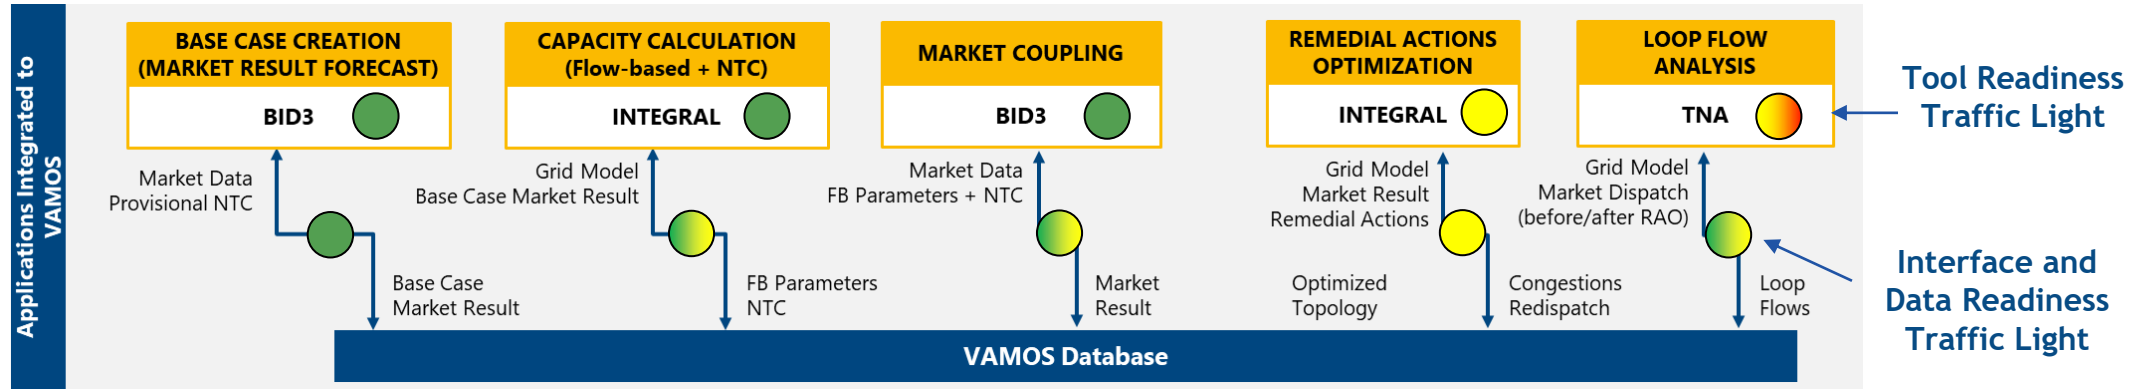 Applications Integrated to
VAMOS
BASE CASE CREATION
(MARKET RESULT FORECAST)
BID3
Market Data
Provisional NTC
Base Case
Market Result
CAPACITY CALCULATION
(Flow-based + NTC)
INTEGRAL
Grid Model
Base Case Market Result
FB Parameters
NTC
MARKET COUPLING
BID3
Market Data
FB Parameters + NTC
Market
Result
REMEDIAL ACTIONS
OPTIMIZATION
INTEGRAL
Grid Model
Market Result
Remedial Actions
Optimized
Topology
Congestions
Redispatch
LOOP FLOW
ANALYSIS
TNA
Grid Model
Market Dispatch
(before/after RAO)
Loop
Flows
Tool Readiness
Traffic Light
Interface and
Data Readiness
Traffic Light
VAMOS Database